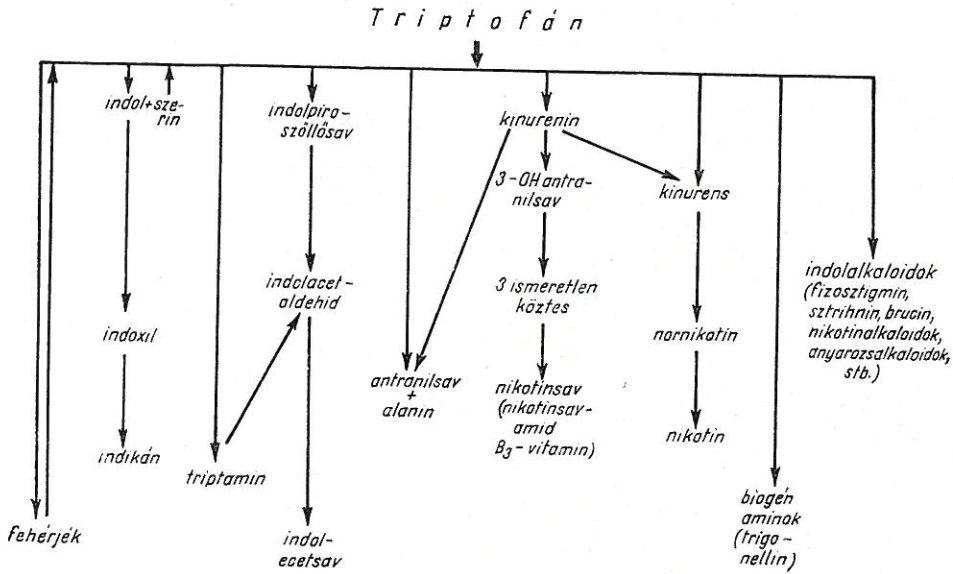 Triptofán
indol+sze-
rin
indolpiro-
szőllősav
kinurenin
3-OH antra-
nilsav
kinurens
indolacet-
aldehid
3 ismeretlen
köztes
indolalkaloidok
(fizosztigmin,
sztrihnin, brucin,
nikotinalkaloidok,
anyarozsalkaloidok,
stb.)
indoxil
nornikotin
antranilsav
+
alanin
nikotinsav
(nikotinsav-
amid
B₃-vitamin)
nikotin
indikán
triptamin
fehérjék
indol-
ecetsav
biogén
aminok
(trigo-
nellin)